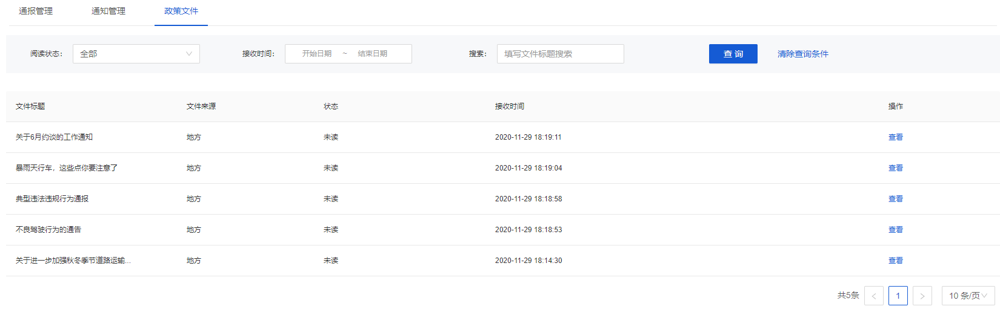 通报管理 通知管理 政策文件
阅读状态： 全部 接收时间： 开始日期 ~ 结束日期 搜索： 填写文件标题搜索 查 询 清除查询条件
文件标题 文件来源 状态 接收时间 操作
关于6月约谈的工作通知 地方 未读 2020-11-29 18:19:11 查看
暴雨天行车，这些点你要注意了 地方 未读 2020-11-29 18:19:04 查看
典型违法违规行为通报 地方 未读 2020-11-29 18:18:58 查看
不良驾驶行为的通告 地方 未读 2020-11-29 18:18:53 查看
关于进一步加强秋冬季节道路运输... 地方 未读 2020-11-29 18:14:30 查看
共5条 < 1 > 10 条/页